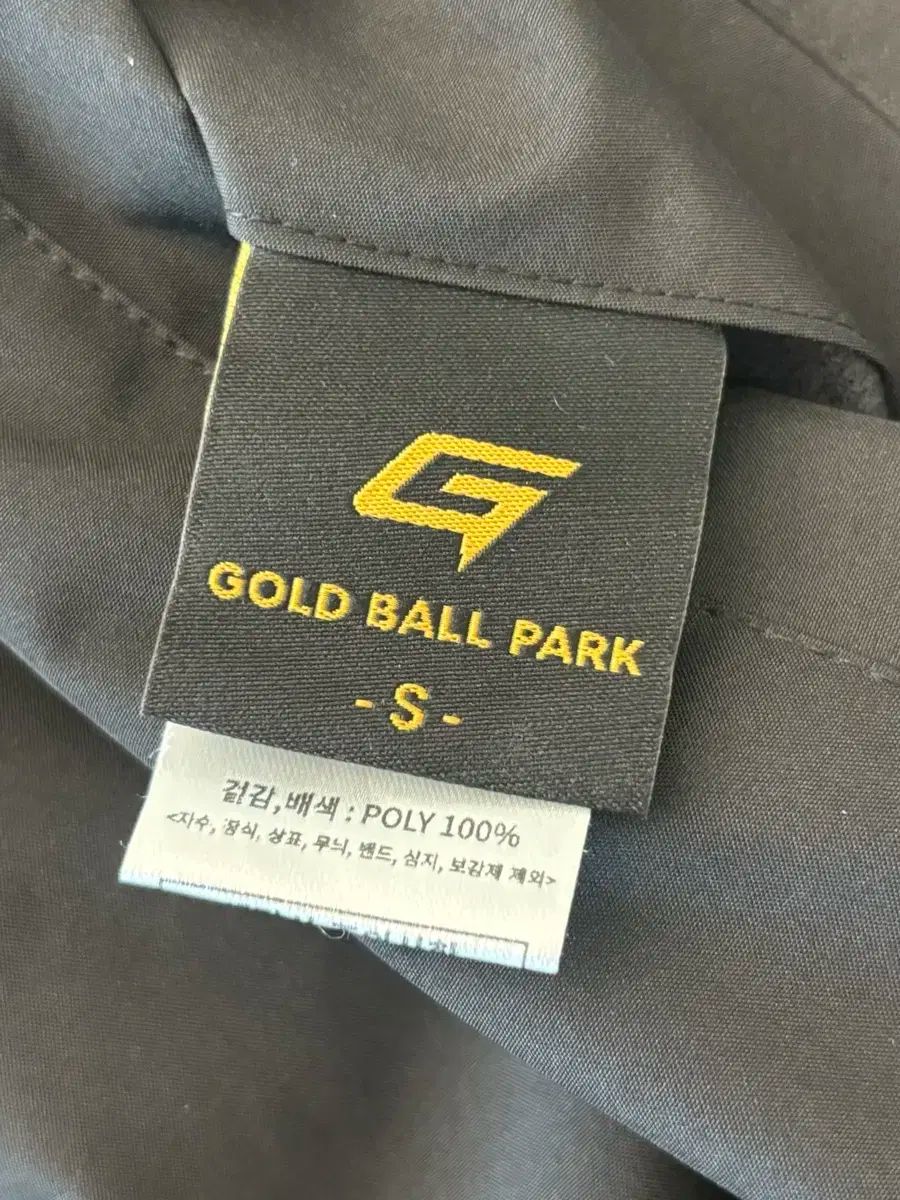 GOLD BALL PARK
- S -
겉감,배색 : POLY 100%
<자수, 장식, 상표, 무늬, 밴드, 심지, 보강재 제외>